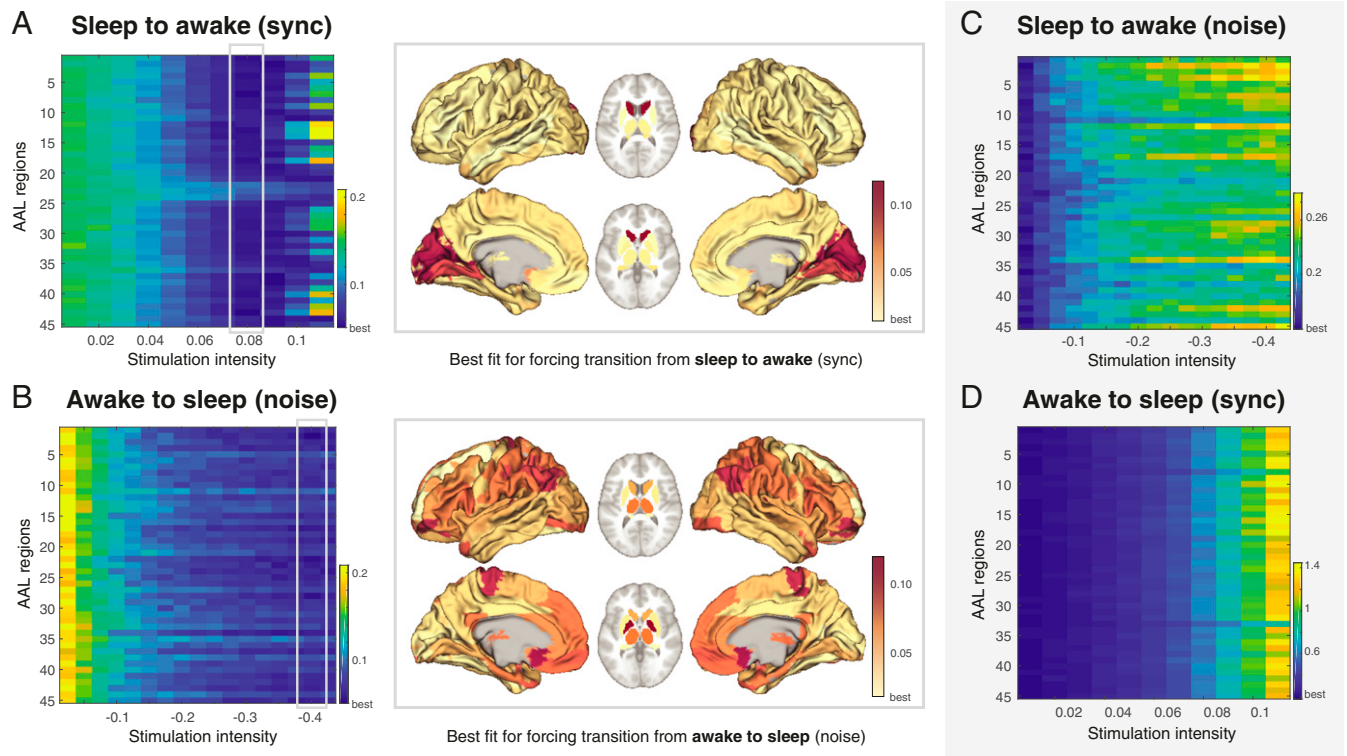 A
Sleep to awake (sync)
AAL regions
5
10
15
20
25
30
35
40
45
0.02
0.04
0.06
0.08
0.1
Stimulation intensity
0.2
0.1
best
0.10
0.05
best
Best fit for forcing transition from sleep to awake (sync)
B
Awake to sleep (noise)
AAL regions
5
10
15
20
25
30
35
40
45
-0.1
-0.2
-0.3
-0.4
Stimulation intensity
0.2
0.1
best
0.10
0.05
best
Best fit for forcing transition from awake to sleep (noise)
C
Sleep to awake (noise)
AAL regions
5
10
15
20
25
30
35
40
45
-0.1
-0.2
-0.3
-0.4
Stimulation intensity
0.26
0.2
best
D
Awake to sleep (sync)
AAL regions
5
10
15
20
25
30
35
40
45
0.02
0.04
0.06
0.08
0.1
Stimulation intensity
1.4
1
0.6
best